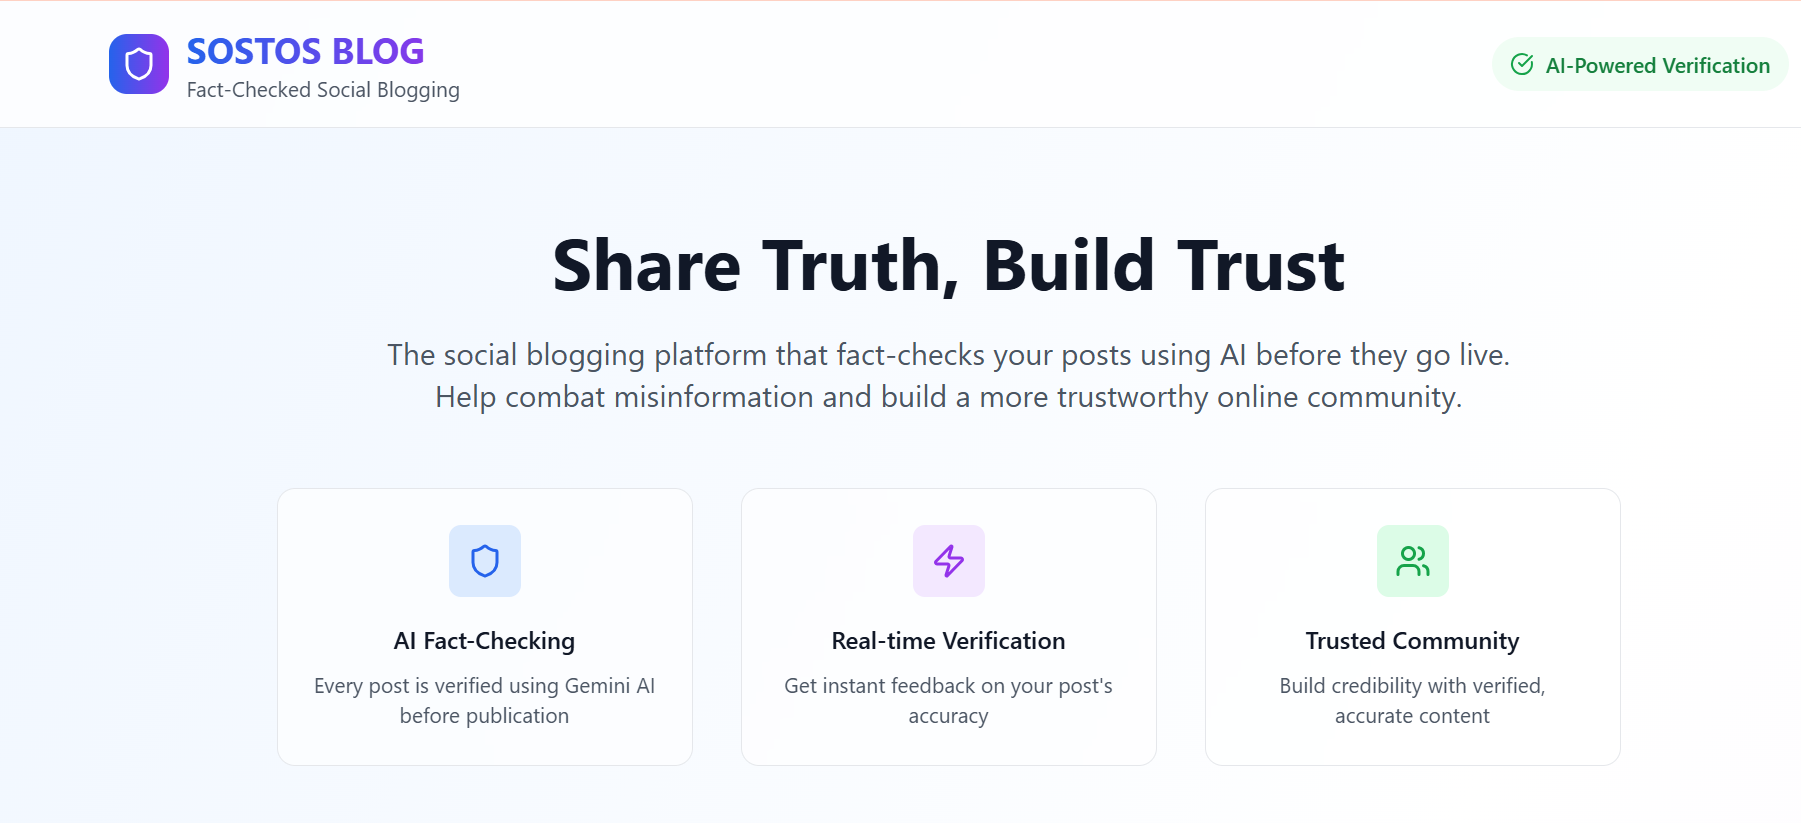 SOSTOS BLOG
Fact-Checked Social Blogging
AI-Powered Verification
Share Truth, Build Trust
The social blogging platform that fact-checks your posts using AI before they go live.
Help combat misinformation and build a more trustworthy online community.
AI Fact-Checking
Every post is verified using Gemini AI
before publication
Real-time Verification
Get instant feedback on your post's
accuracy
Trusted Community
Build credibility with verified,
accurate content